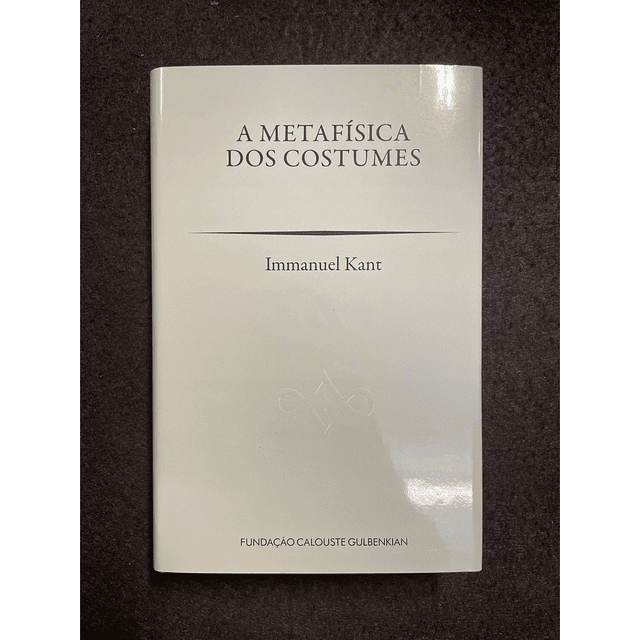 A METAFÍSICA
DOS COSTUMES
Immanuel Kant
FUNDAÇÃO CALOUSTE GULBENKIAN